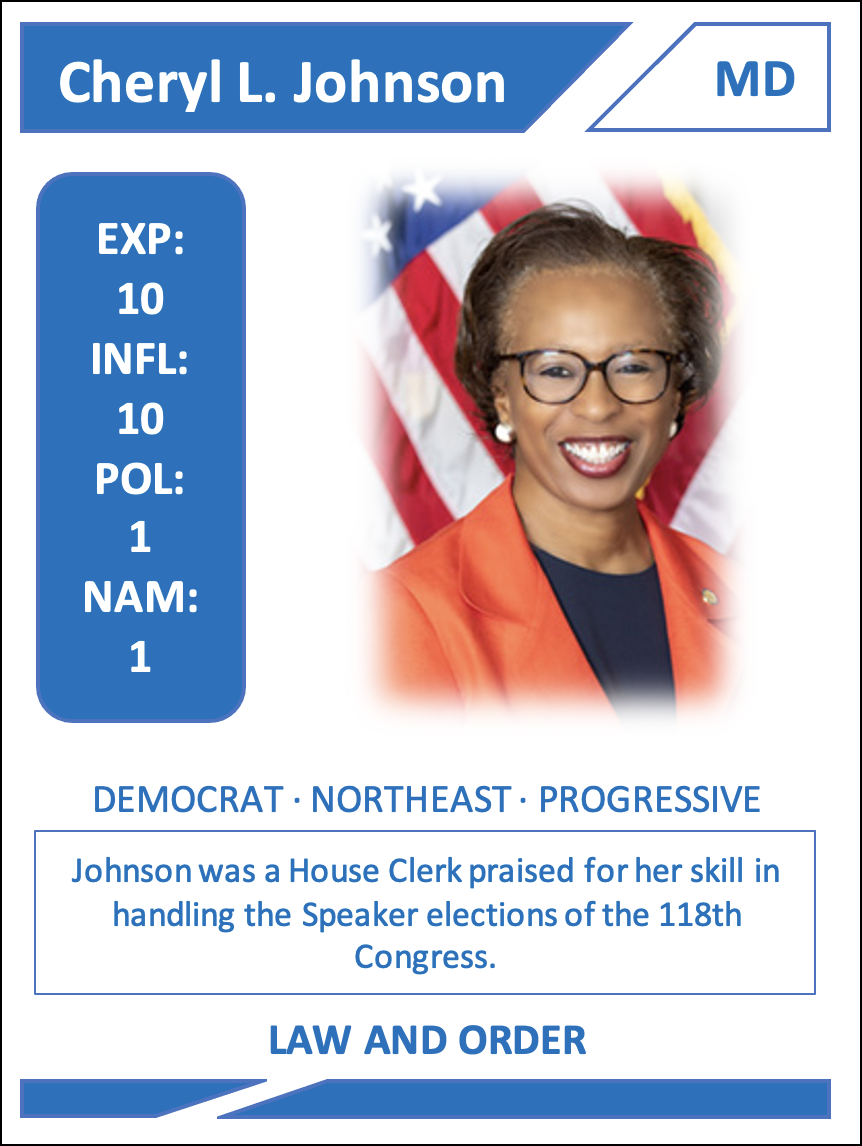 Cheryl L. Johnson
MD
EXP:
10
INFL:
10
POL:
1
NAM:
1
DEMOCRAT · NORTHEAST · PROGRESSIVE
Johnson was a House Clerk praised for her skill in
handling the Speaker elections of the 118th
Congress.
LAW AND ORDER